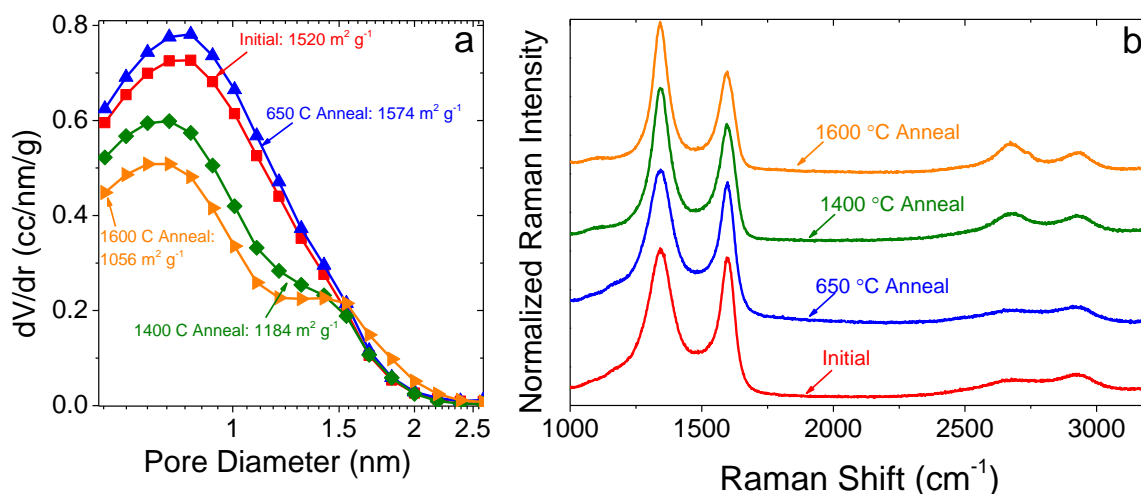 a
Initial: 1520 m² g⁻¹
650 C Anneal: 1574 m² g⁻¹
1600 C Anneal:
1056 m² g⁻¹
1400 C Anneal: 1184 m² g⁻¹
0.8
0.6
0.4
0.2
0.0
dV/dr (cc/nm/g)
1
2
2.5
Pore Diameter (nm)
b
1600 °C Anneal
1400 °C Anneal
650 °C Anneal
Initial
Normalized Raman Intensity
1000
1500
2000
2500
3000
Raman Shift (cm⁻¹)